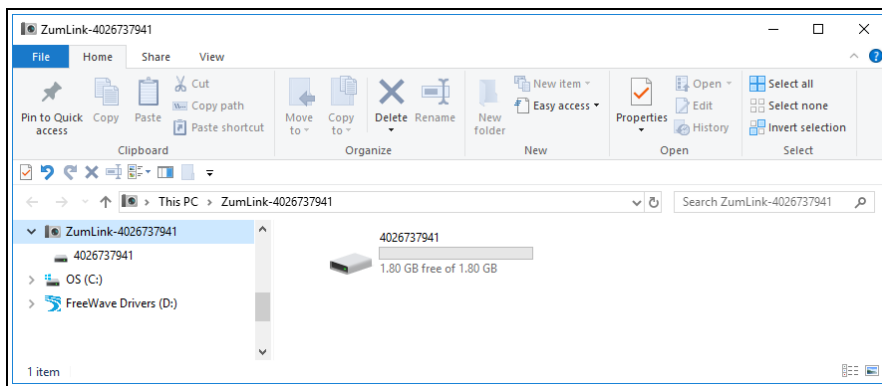 ZumLink-4026737941
File Home Share View
Pin to Quick access
Copy
Paste
Cut
Copy path
Paste shortcut
Clipboard
Move to
Copy to
Delete
Rename
Organize
New folder
New item
Easy access
New
Properties
Open
Edit
History
Open
Select all
Select none
Invert selection
Select
This PC > ZumLink-4026737941
Search ZumLink-4026737941
ZumLink-4026737941
4026737941
OS (C:)
FreeWave Drivers (D:)
4026737941
1.80 GB free of 1.80 GB
1 item